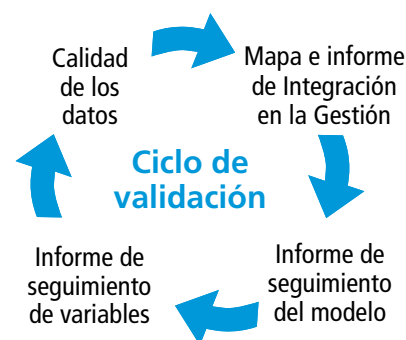 Calidad
de los
datos
Mapa e informe
de Integración
en la Gestión
Ciclo de
validación
Informe de
seguimiento
de variables
Informe de
seguimiento
del modelo